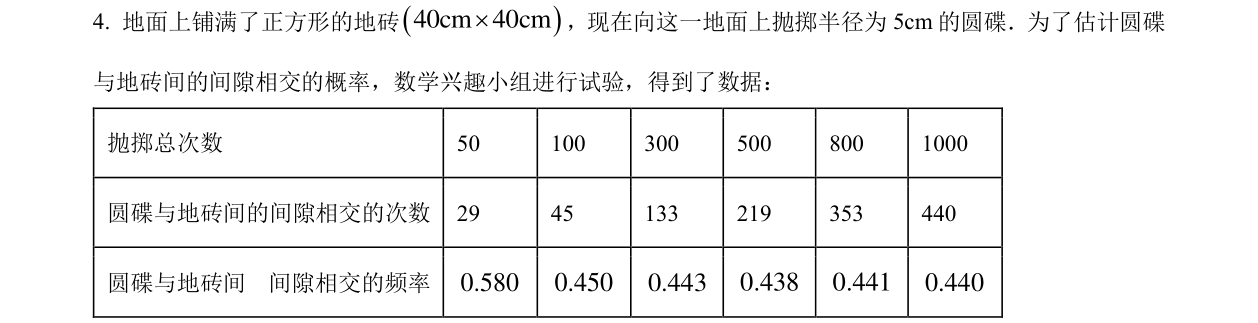 4. 地面上铺满了正方形的地砖(40cm×40cm)，现在向这一地面上抛掷半径为 5cm 的圆碟．为了估计圆碟
与地砖间的间隙相交的概率，数学兴趣小组进行试验，得到了数据：
抛掷总次数 50 100 300 500 800 1000
圆碟与地砖间的间隙相交的次数 29 45 133 219 353 440
圆碟与地砖间 间隙相交的频率 0.580 0.450 0.443 0.438 0.441 0.440